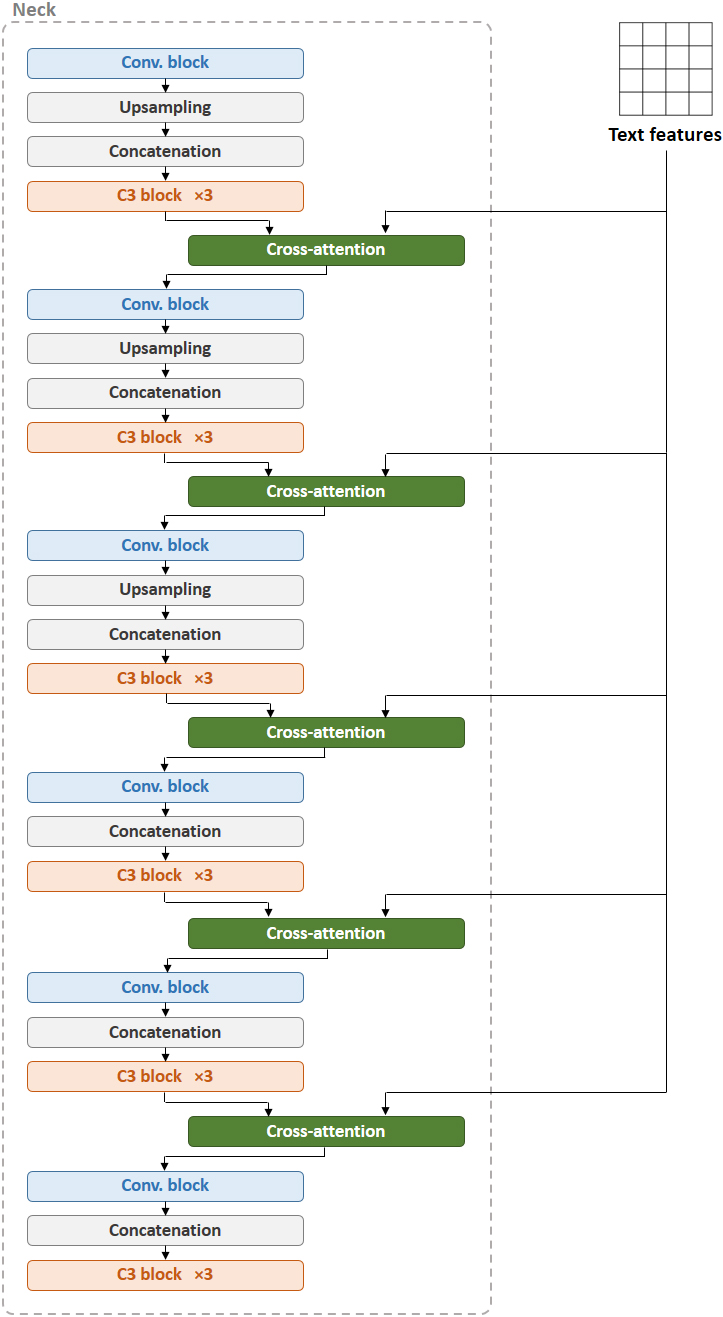 Neck
Text features
Conv. block
Upsampling
Concatenation
C3 block ×3
Cross-attention
Conv. block
Upsampling
Concatenation
C3 block ×3
Cross-attention
Conv. block
Upsampling
Concatenation
C3 block ×3
Cross-attention
Conv. block
Concatenation
C3 block ×3
Cross-attention
Conv. block
Concatenation
C3 block ×3
Cross-attention
Conv. block
Concatenation
C3 block ×3